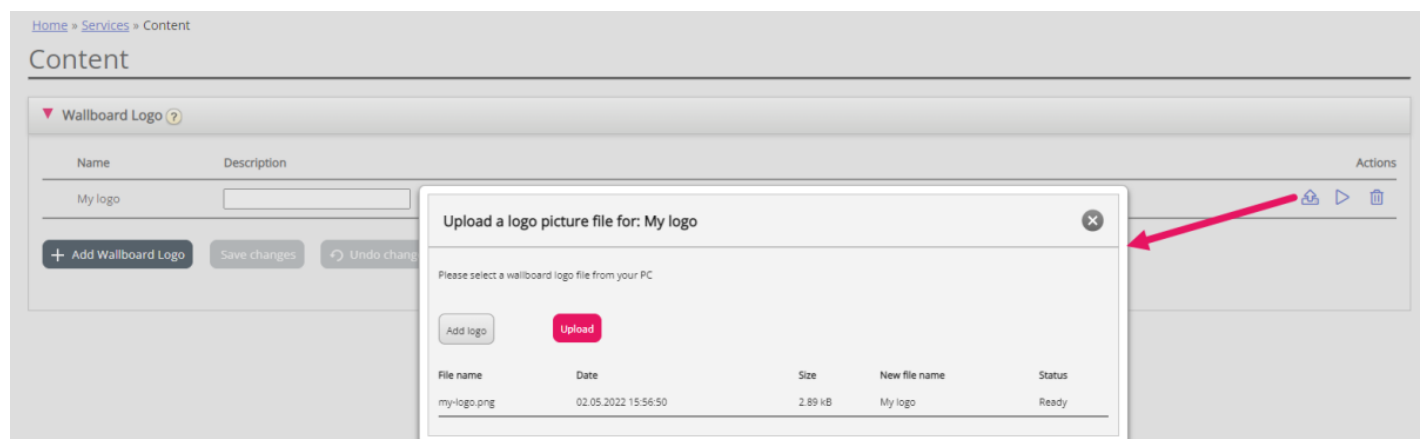 Home » Services » Content
Content
Wallboard Logo ?
Name Description Actions
My logo
Upload a logo picture file for: My logo
+ Add Wallboard Logo Save changes Undo chang
Please select a wallboard logo file from your PC
Add logo Upload
File name Date Size New file name Status
my-logo.png 02.05.2022 15:56:50 2.89 kB My logo Ready